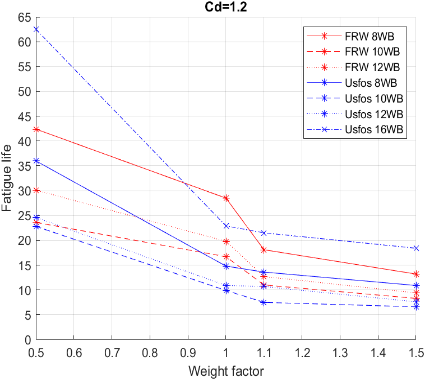 Cd=1.2
65
60
55
50
45
40
35
30
25
20
15
10
5
0
Fatigue life
FRW 8WB
FRW 10WB
FRW 12WB
Usfos 8WB
Usfos 10WB
Usfos 12WB
Usfos 16WB
0.5 0.6 0.7 0.8 0.9 1 1.1 1.2 1.3 1.4 1.5
Weight factor